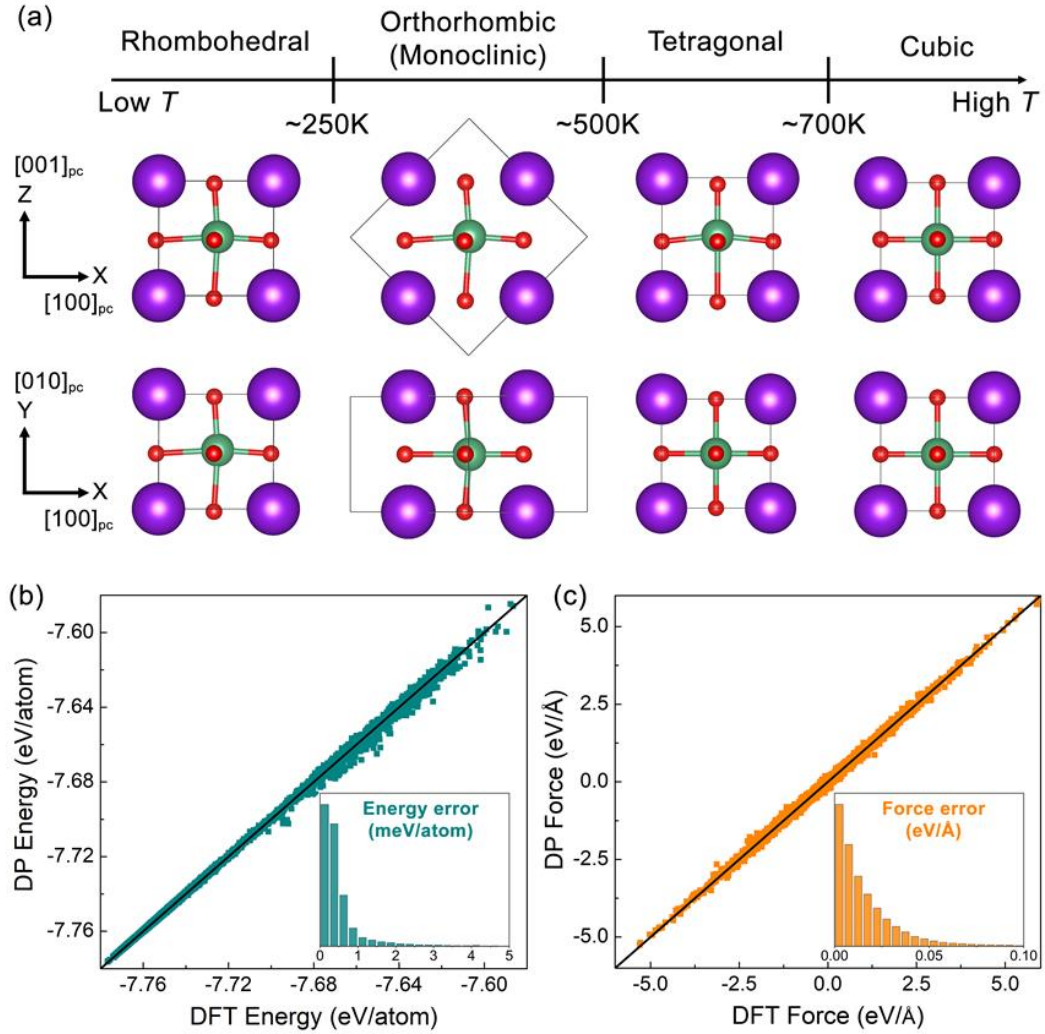 (a)
Rhombohedral
Orthorhombic
(Monoclinic)
Tetragonal
Cubic
Low T
~250K
~500K
~700K
High T
[001]pc
Z
X
[100]pc
[010]pc
Y
X
[100]pc
(b)
DP Energy (eV/atom)
-7.60
-7.64
-7.68
-7.72
-7.76
Energy error
(meV/atom)
0 1 2 3 4 5
-7.76 -7.72 -7.68 -7.64 -7.60
DFT Energy (eV/atom)
(c)
DP Force (eV/Å)
5.0
2.5
0.0
-2.5
-5.0
Force error
(eV/Å)
0.00 0.05 0.10
-5.0 -2.5 0.0 2.5 5.0
DFT Force (eV/Å)